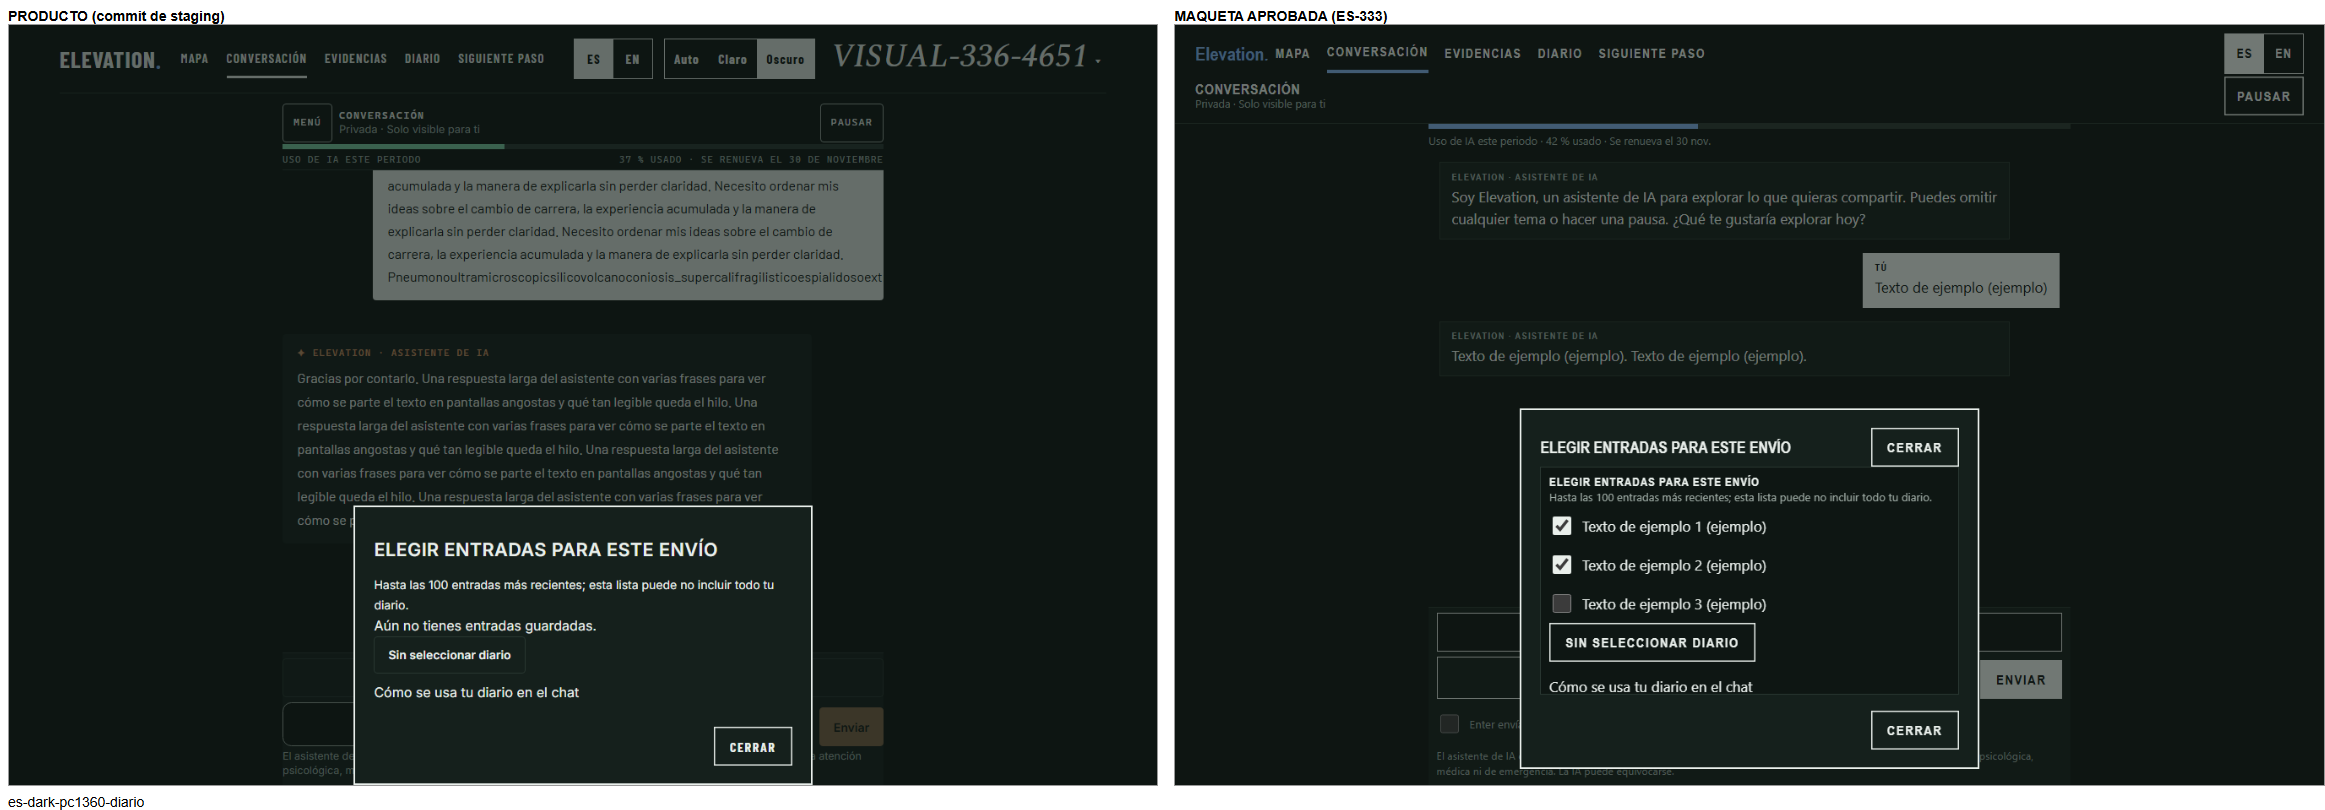 PRODUCTO (commit de staging)
ELEVATION.
MAPA
CONVERSACIÓN
EVIDENCIAS
DIARIO
SIGUIENTE PASO
ES
EN
Auto
Claro
Oscuro
VISUAL-336-4651
MENÚ
CONVERSACIÓN
Privada · Solo visible para ti
PAUSAR
USO DE IA ESTE PERIODO
37 % USADO · SE RENUEVA EL 30 DE NOVIEMBRE
acumulada y la manera de explicarla sin perder claridad. Necesito ordenar mis
ideas sobre el cambio de carrera, la experiencia acumulada y la manera de
explicarla sin perder claridad. Necesito ordenar mis ideas sobre el cambio de
carrera, la experiencia acumulada y la manera de explicarla sin perder claridad.
Pneumonoultramicroscopicsilicovolcanoconiosis_supercalifragilisticoespialidosoext
✦ ELEVATION · ASISTENTE DE IA
Gracias por contarlo. Una respuesta larga del asistente con varias frases para ver
cómo se parte el texto en pantallas angostas y qué tan legible queda el hilo. Una
respuesta larga del asistente con varias frases para ver cómo se parte el texto en
pantallas angostas y qué tan legible queda el hilo. Una respuesta larga del asistente
con varias frases para ver cómo se parte el texto en pantallas angostas y qué tan
legible queda el hilo. Una respuesta larga del asistente con varias frases para ver
cómo se p
ELEGIR ENTRADAS PARA ESTE ENVÍO
Hasta las 100 entradas más recientes; esta lista puede no incluir todo tu
diario.
Aún no tienes entradas guardadas.
Sin seleccionar diario
Cómo se usa tu diario en el chat
CERRAR
Enviar
El asistente de
a atención
psicológica, m
es-dark-pc1360-diario
MAQUETA APROBADA (ES-333)
Elevation.
MAPA
CONVERSACIÓN
EVIDENCIAS
DIARIO
SIGUIENTE PASO
ES
EN
CONVERSACIÓN
Privada · Solo visible para ti
PAUSAR
Uso de IA este periodo · 42 % usado · Se renueva el 30 nov.
ELEVATION · ASISTENTE DE IA
Soy Elevation, un asistente de IA para explorar lo que quieras compartir. Puedes omitir
cualquier tema o hacer una pausa. ¿Qué te gustaría explorar hoy?
TÚ
Texto de ejemplo (ejemplo)
ELEVATION · ASISTENTE DE IA
Texto de ejemplo (ejemplo). Texto de ejemplo (ejemplo).
ELEGIR ENTRADAS PARA ESTE ENVÍO
CERRAR
ELEGIR ENTRADAS PARA ESTE ENVÍO
Hasta las 100 entradas más recientes; esta lista puede no incluir todo tu diario.
Texto de ejemplo 1 (ejemplo)
Texto de ejemplo 2 (ejemplo)
Texto de ejemplo 3 (ejemplo)
SIN SELECCIONAR DIARIO
Cómo se usa tu diario en el chat
CERRAR
ENVIAR
Enter enví
El asistente de IA
psicológica,
médica ni de emergencia. La IA puede equivocarse.